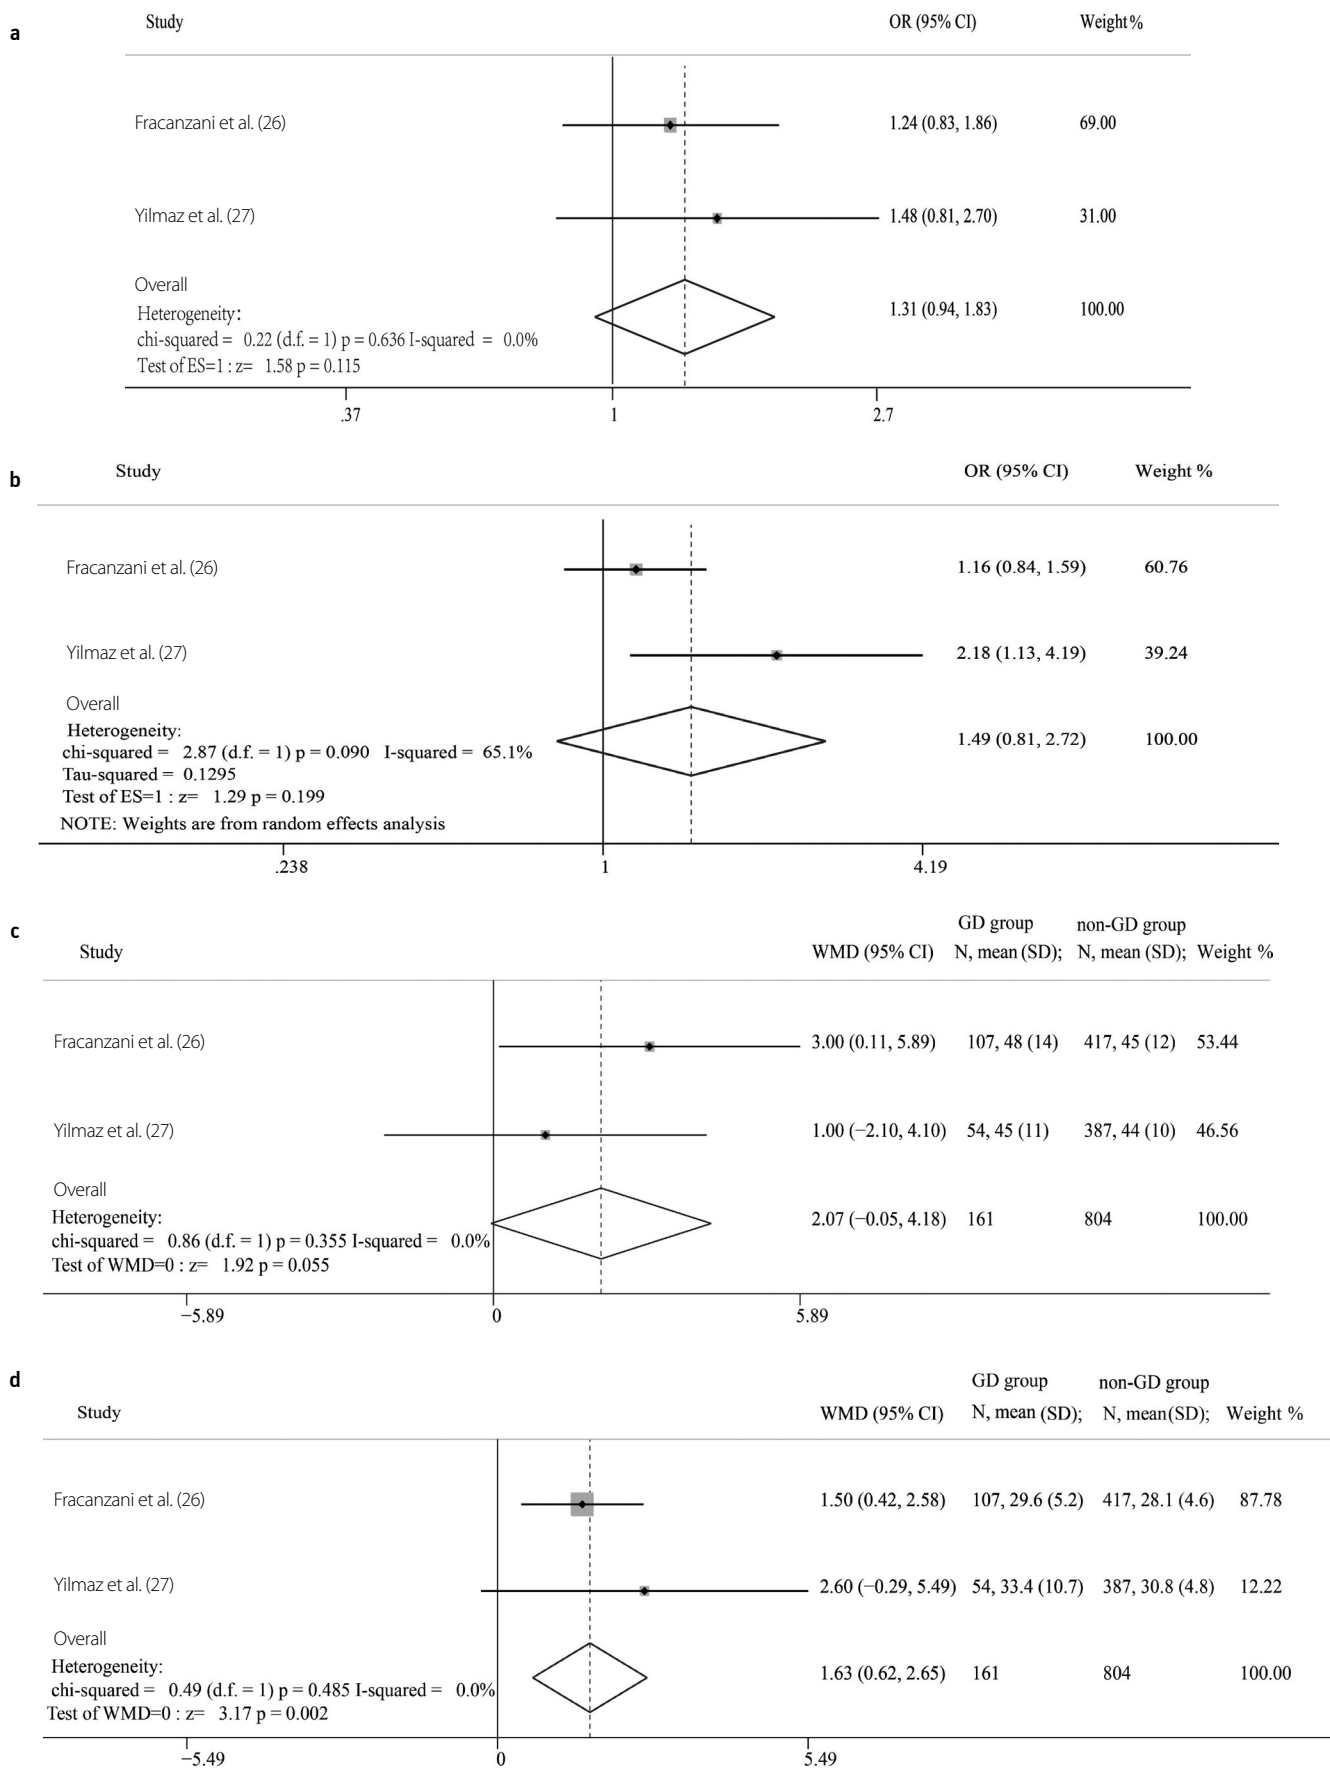 a
Study OR (95% CI) Weight%
Fracanzani et al. (26) 1.24 (0.83, 1.86) 69.00
Yilmaz et al. (27) 1.48 (0.81, 2.70) 31.00
Overall
Heterogeneity: 1.31 (0.94, 1.83) 100.00
chi-squared = 0.22 (d.f. = 1) p = 0.636 I-squared = 0.0%
Test of ES=1 : z= 1.58 p = 0.115
.37 1 2.7
b
Study OR (95% CI) Weight %
Fracanzani et al. (26) 1.16 (0.84, 1.59) 60.76
Yilmaz et al. (27) 2.18 (1.13, 4.19) 39.24
Overall
Heterogeneity: 1.49 (0.81, 2.72) 100.00
chi-squared = 2.87 (d.f. = 1) p = 0.090 I-squared = 65.1%
Tau-squared = 0.1295
Test of ES=1 : z= 1.29 p = 0.199
NOTE: Weights are from random effects analysis
.238 1 4.19
c
GD group non-GD group
Study WMD (95% CI) N, mean (SD); N, mean (SD); Weight %
Fracanzani et al. (26) 3.00 (0.11, 5.89) 107, 48 (14) 417, 45 (12) 53.44
Yilmaz et al. (27) 1.00 (−2.10, 4.10) 54, 45 (11) 387, 44 (10) 46.56
Overall
Heterogeneity: 2.07 (−0.05, 4.18) 161 804 100.00
chi-squared = 0.86 (d.f. = 1) p = 0.355 I-squared = 0.0%
Test of WMD=0 : z= 1.92 p = 0.055
−5.89 0 5.89
d
GD group non-GD group
Study WMD (95% CI) N, mean (SD); N, mean(SD); Weight %
Fracanzani et al. (26) 1.50 (0.42, 2.58) 107, 29.6 (5.2) 417, 28.1 (4.6) 87.78
Yilmaz et al. (27) 2.60 (−0.29, 5.49) 54, 33.4 (10.7) 387, 30.8 (4.8) 12.22
Overall
Heterogeneity: 1.63 (0.62, 2.65) 161 804 100.00
chi-squared = 0.49 (d.f. = 1) p = 0.485 I-squared = 0.0%
Test of WMD=0 : z= 3.17 p = 0.002
−5.49 0 5.49